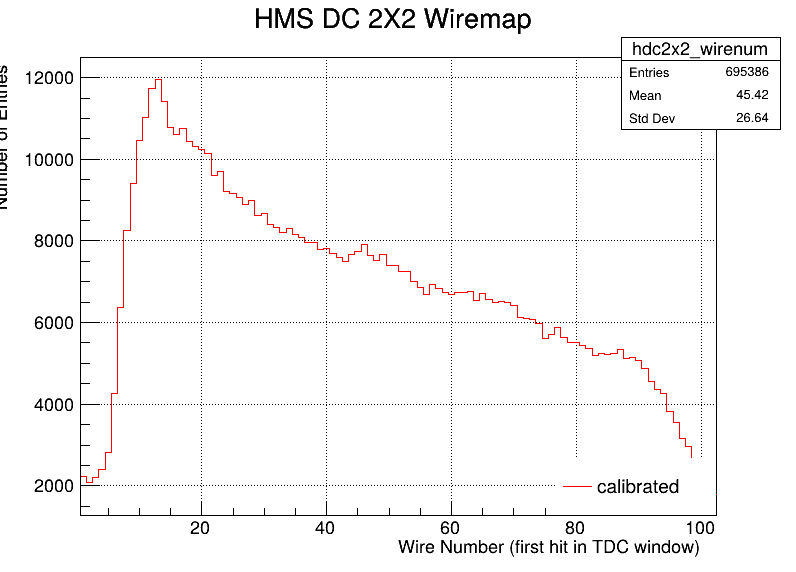 HMS DC 2X2 Wiremap
hdc2x2_wirenum
Entries 695386
Mean 45.42
Std Dev 26.64
Number of Entries
12000
10000
8000
6000
4000
2000
calibrated
20 40 60 80 100
Wire Number (first hit in TDC window)